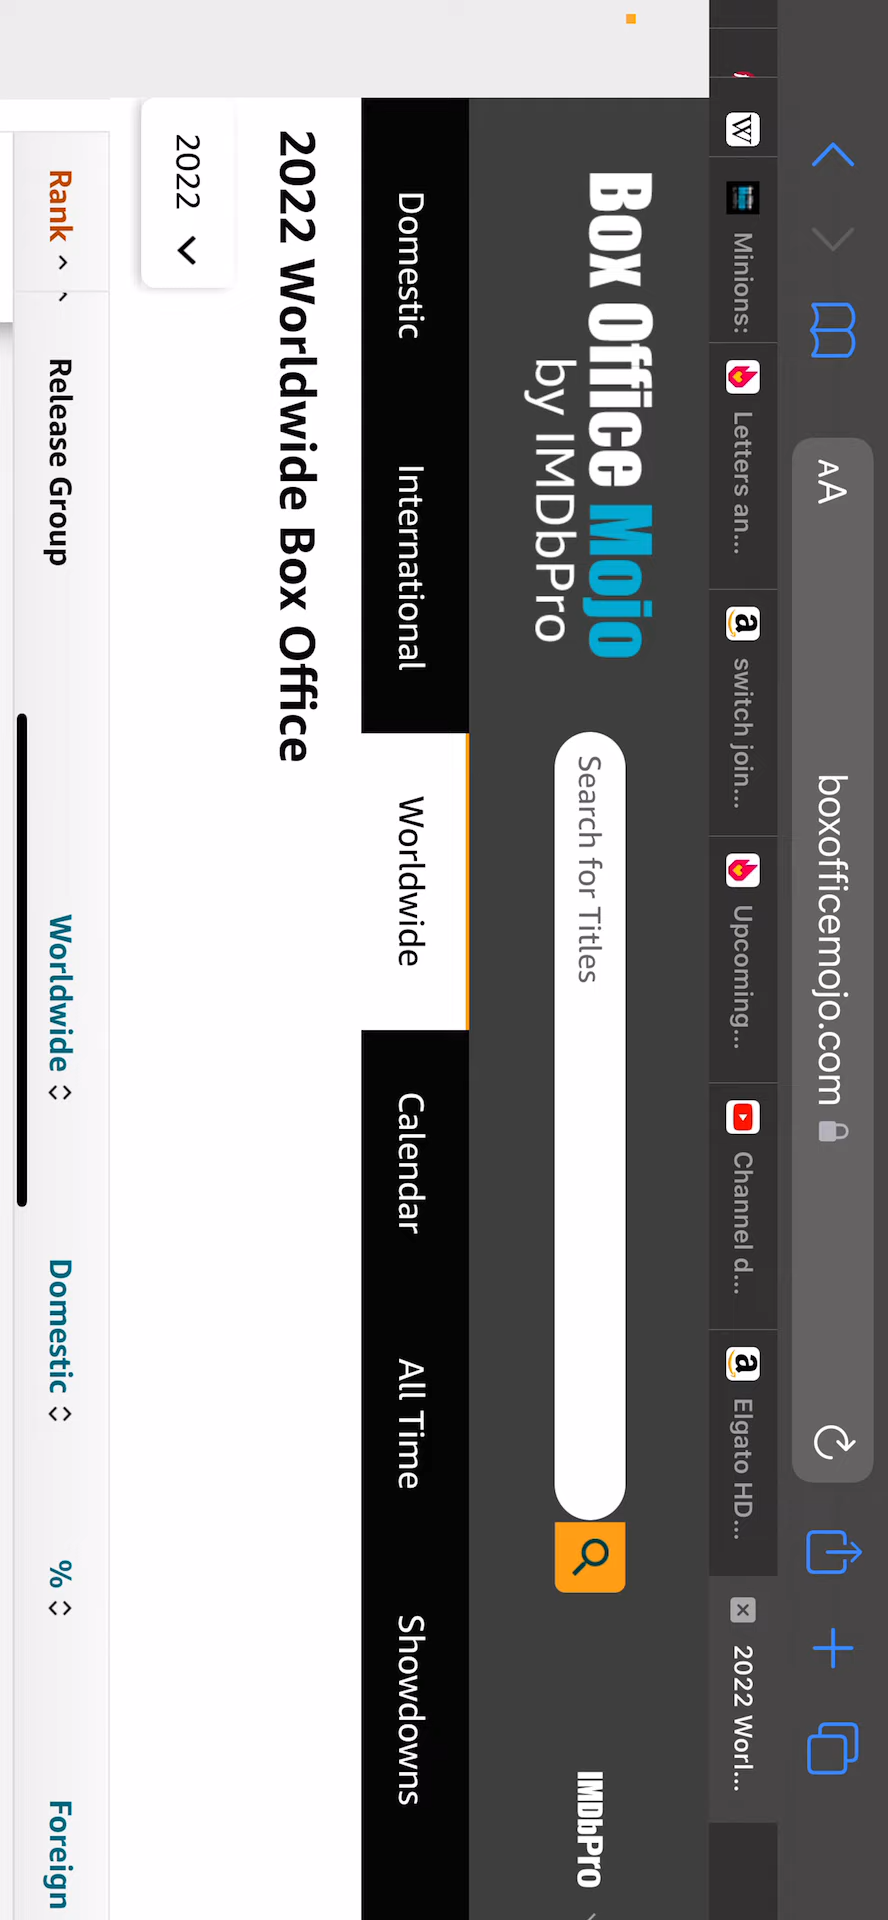 AA boxofficemojo.com
Minions: Letters an... switch join... Upcoming... Channel d... Elgato HD... 2022 Worl...
Box Office Mojo
by IMDbPro
Search for Titles
IMDbPro
Domestic International Worldwide Calendar All Time Showdowns
2022 Worldwide Box Office
2022
Rank Release Group Worldwide Domestic % Foreign